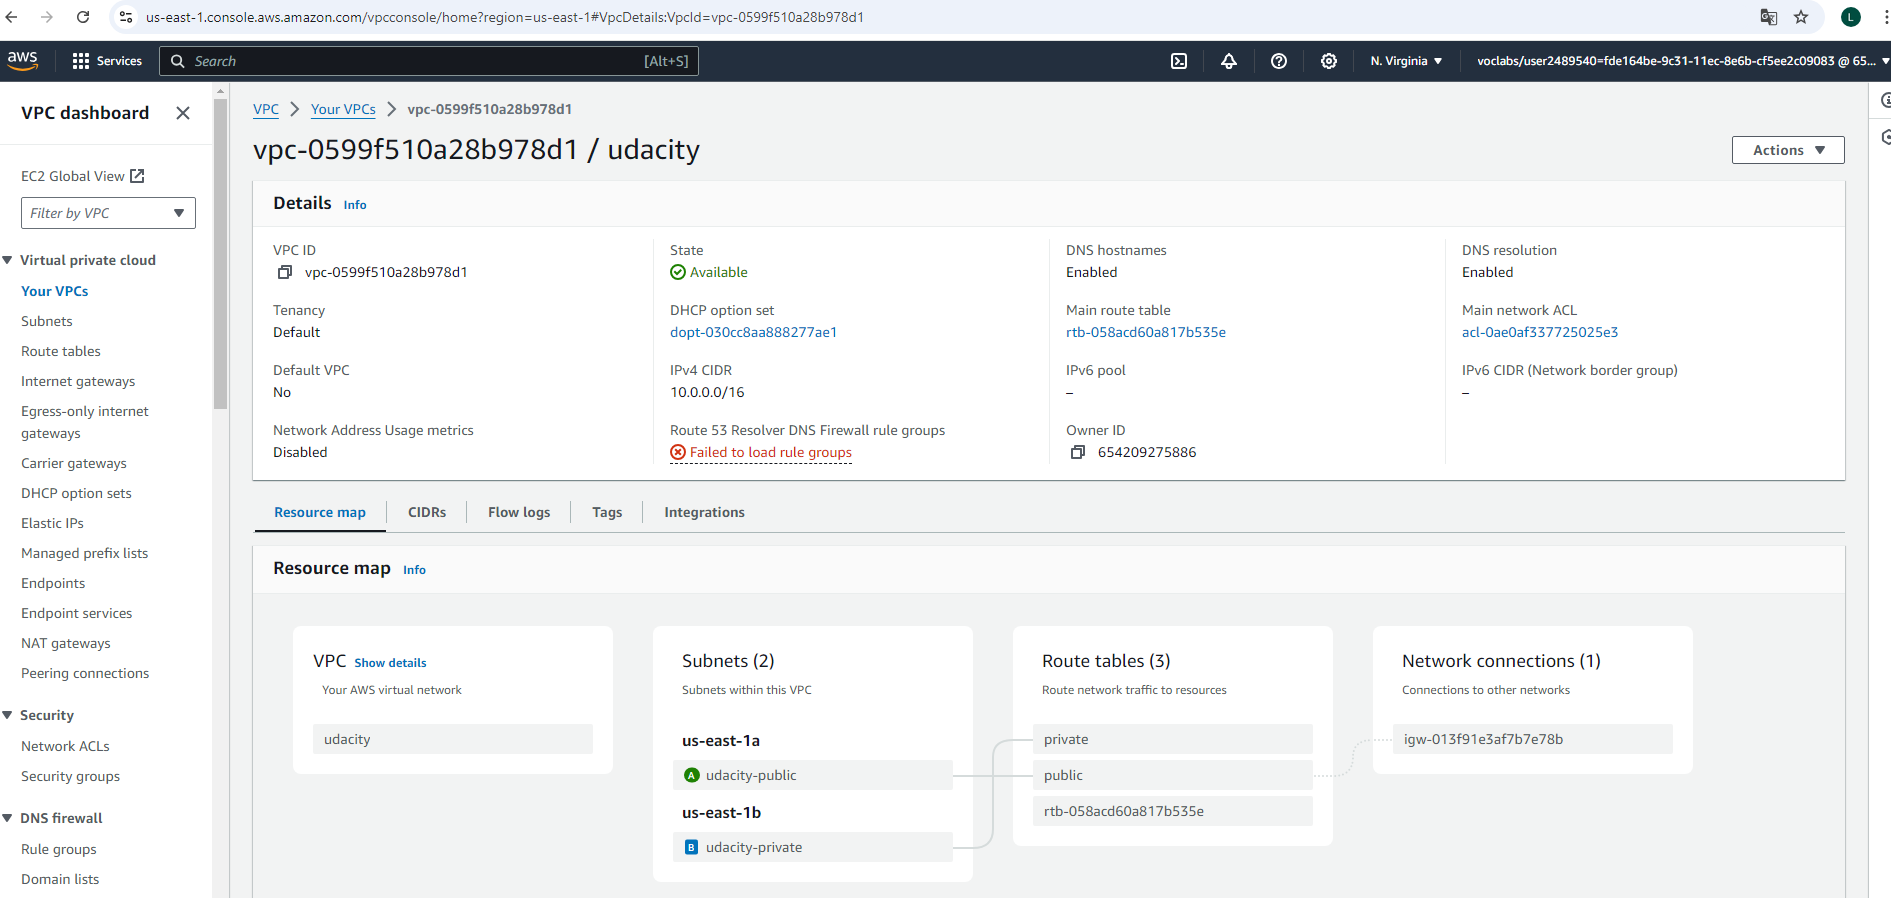 us-east-1.console.aws.amazon.com/vpcconsole/home?region=us-east-1#VpcDetails:VpcId=vpc-0599f510a28b978d1
L
aws
Services
Search
[Alt+S]
N. Virginia
voclabs/user2489540=fde164be-9c31-11ec-8e6b-cf5ee2c09083 @ 65...
VPC dashboard
EC2 Global View
Filter by VPC
Virtual private cloud
Your VPCs
Subnets
Route tables
Internet gateways
Egress-only internet
gateways
Carrier gateways
DHCP option sets
Elastic IPs
Managed prefix lists
Endpoints
Endpoint services
NAT gateways
Peering connections
Security
Network ACLs
Security groups
DNS firewall
Rule groups
Domain lists
VPC > Your VPCs > vpc-0599f510a28b978d1
vpc-0599f510a28b978d1 / udacity
Actions
Details Info
VPC ID
vpc-0599f510a28b978d1
State
Available
DNS hostnames
Enabled
DNS resolution
Enabled
Tenancy
Default
DHCP option set
dopt-030cc8aa888277ae1
Main route table
rtb-058acd60a817b535e
Main network ACL
acl-0ae0af337725025e3
Default VPC
No
IPv4 CIDR
10.0.0.0/16
IPv6 pool
–
IPv6 CIDR (Network border group)
–
Network Address Usage metrics
Disabled
Route 53 Resolver DNS Firewall rule groups
Failed to load rule groups
Owner ID
654209275886
Resource map
CIDRs
Flow logs
Tags
Integrations
Resource map Info
VPC Show details
Your AWS virtual network
udacity
Subnets (2)
Subnets within this VPC
us-east-1a
A udacity-public
us-east-1b
B udacity-private
Route tables (3)
Route network traffic to resources
private
public
rtb-058acd60a817b535e
Network connections (1)
Connections to other networks
igw-013f91e3af7b7e78b